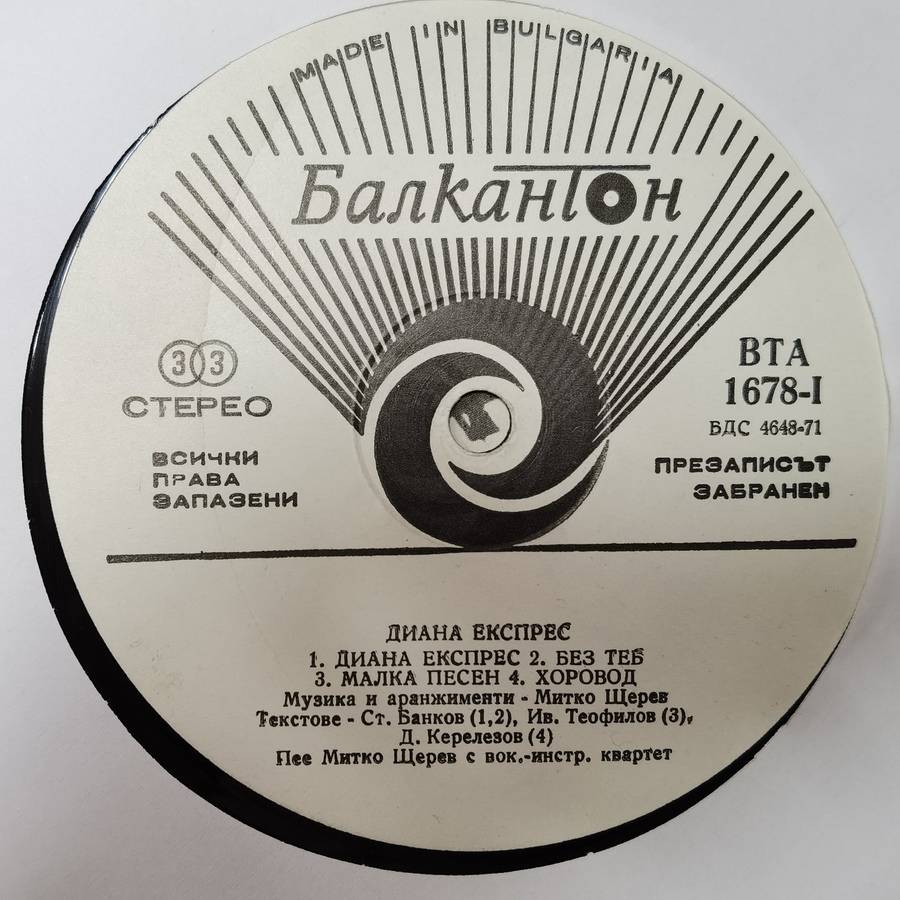 MADE IN BULGARIA
Балкантон
33
СТЕРЕО
ВСИЧКИ
ПРАВА
ЗАПАЗЕНИ
ВТА
1678-I
БДС 4648-71
ПРЕЗАПИСЪТ
ЗАБРАНЕН
ДИАНА ЕКСПРЕС
1. ДИАНА ЕКСПРЕС 2. БЕЗ ТЕБ
3. МАЛКА ПЕСЕН 4. ХОРОВОД
Музика и аранжименти - Митко Щерев
Текстове - Ст. Банков (1,2), Ив. Теофилов (3),
Д. Керелезов (4)
Пее Митко Щерев с вок.-инстр. квартет